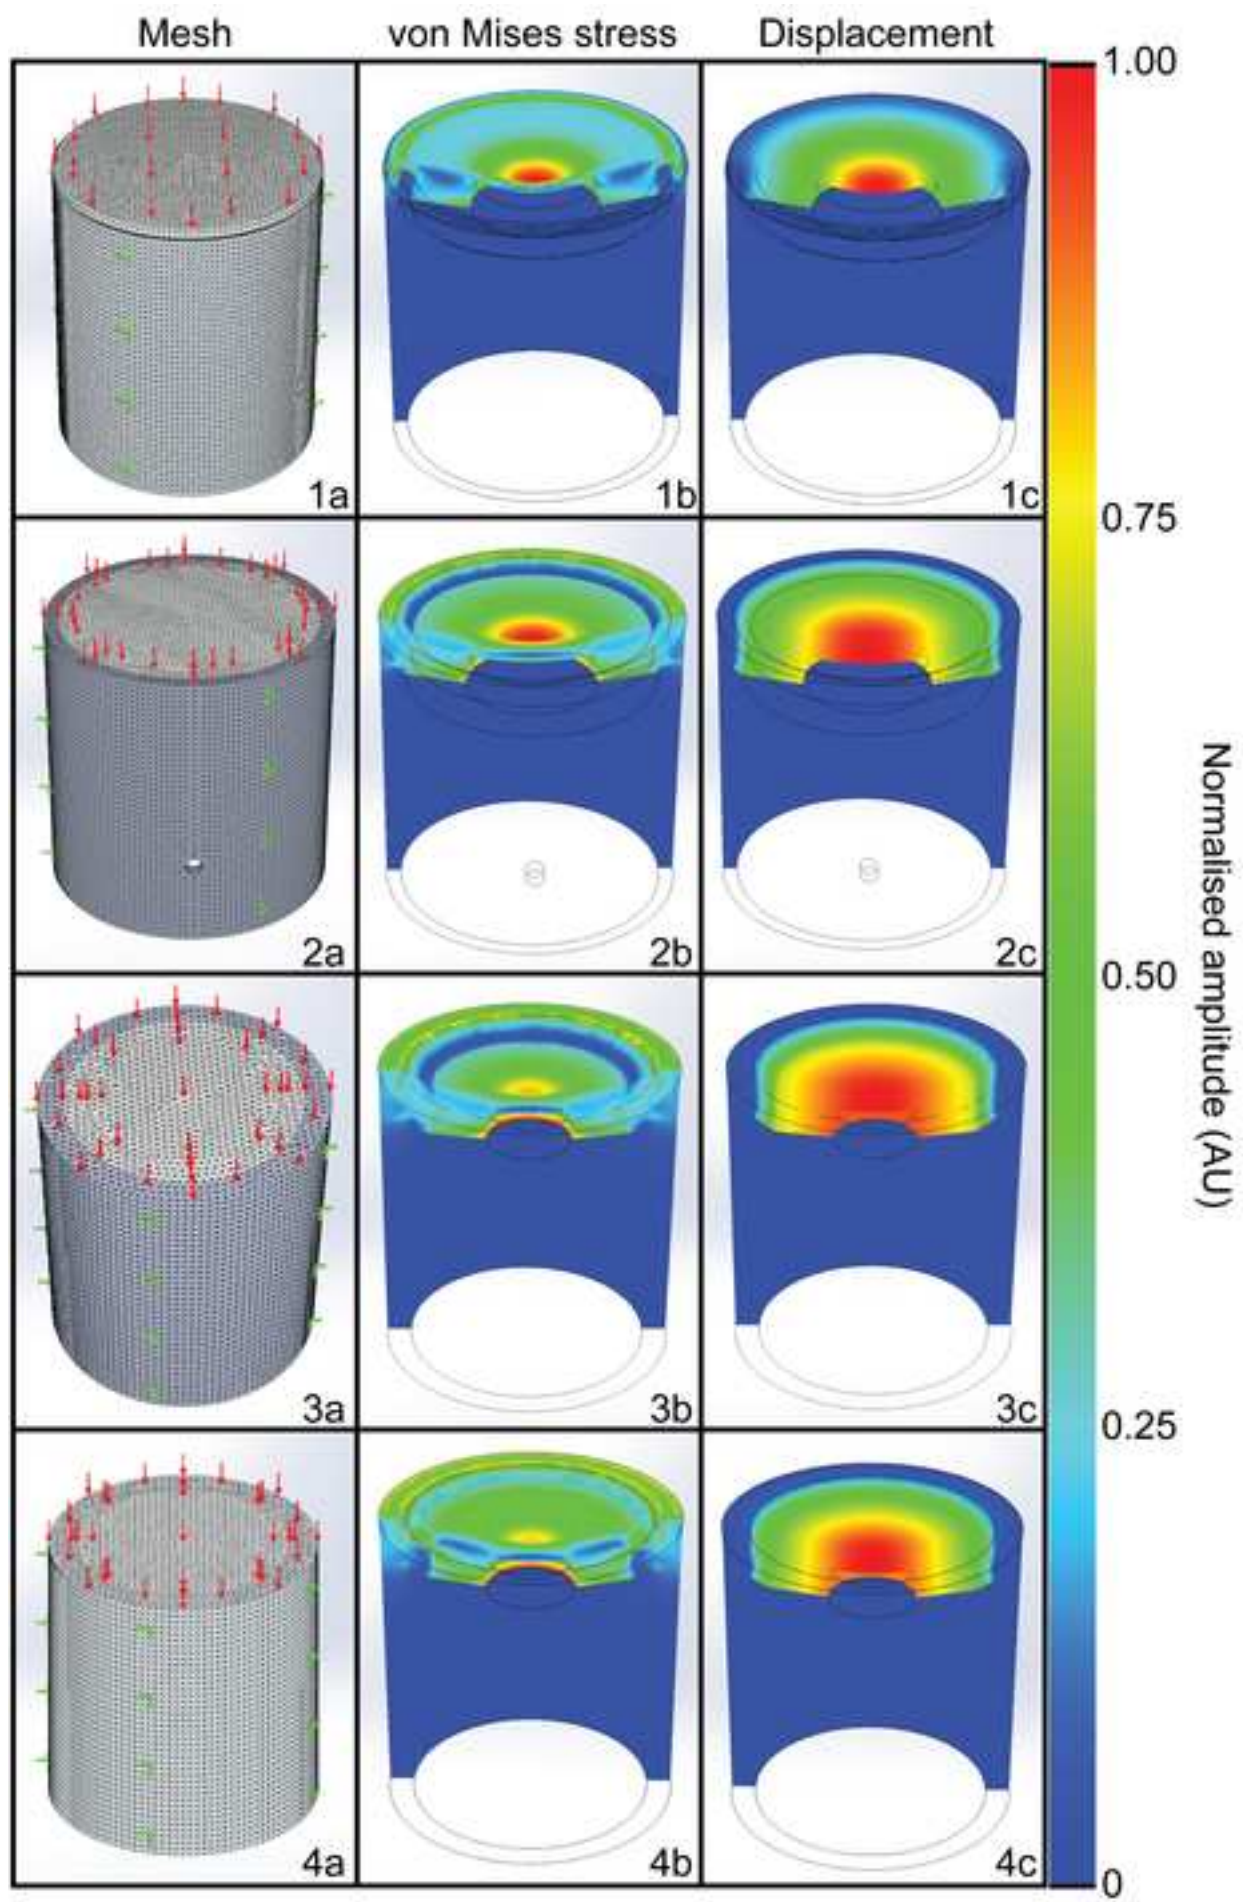 Mesh
von Mises stress
Displacement
1.00
1a
1b
1c
0.75
2a
2b
2c
0.50
Normalised amplitude (AU)
3a
3b
3c
0.25
4a
4b
4c
0